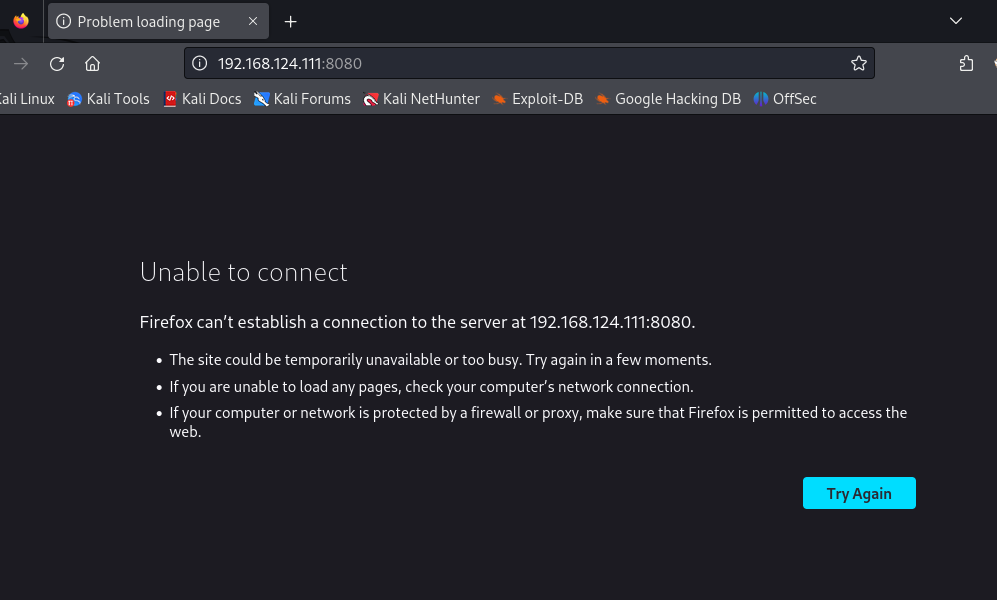 Problem loading page
192.168.124.111:8080
Kali Linux Kali Tools Kali Docs Kali Forums Kali NetHunter Exploit-DB Google Hacking DB OffSec
Unable to connect
Firefox can’t establish a connection to the server at 192.168.124.111:8080.
• The site could be temporarily unavailable or too busy. Try again in a few moments.
• If you are unable to load any pages, check your computer’s network connection.
• If your computer or network is protected by a firewall or proxy, make sure that Firefox is permitted to access the
web.
Try Again